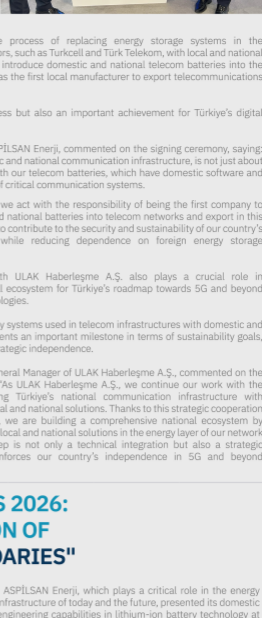 e process of replacing energy storage systems in the
ors, such as Turkcell and Türk Telekom, with local and national
introduce domestic and national telecom batteries into the
as the first local manufacturer to export telecommunications
ess but also an important achievement for Türkiye's digital
PİLSAN Enerji, commented on the signing ceremony, saying:
c and national communication infrastructure, is not just about
th our telecom batteries, which have domestic software and
f critical communication systems.
we act with the responsibility of being the first company to
d national batteries into telecom networks and export in this
to contribute to the security and sustainability of our country's
while reducing dependence on foreign energy storage
th ULAK Haberleşme A.Ş. also plays a crucial role in
l ecosystem for Türkiye's roadmap towards 5G and beyond
logies.
y systems used in telecom infrastructures with domestic and
ents an important milestone in terms of sustainability goals,
rategic independence.
neral Manager of ULAK Haberleşme A.Ş., commented on the
"As ULAK Haberleşme A.Ş., we continue our work with the
ng Türkiye's national communication infrastructure with
al and national solutions. Thanks to this strategic cooperation
, we are building a comprehensive national ecosystem by
local and national solutions in the energy layer of our network
ep is not only a technical integration but also a strategic
nforces our country's independence in 5G and beyond
S 2026:
ON OF
DARIES"
ASPİLSAN Enerji, which plays a critical role in the energy
nfrastructure of today and the future, presented its domestic
engineering capabilities in lithium-ion battery technology at